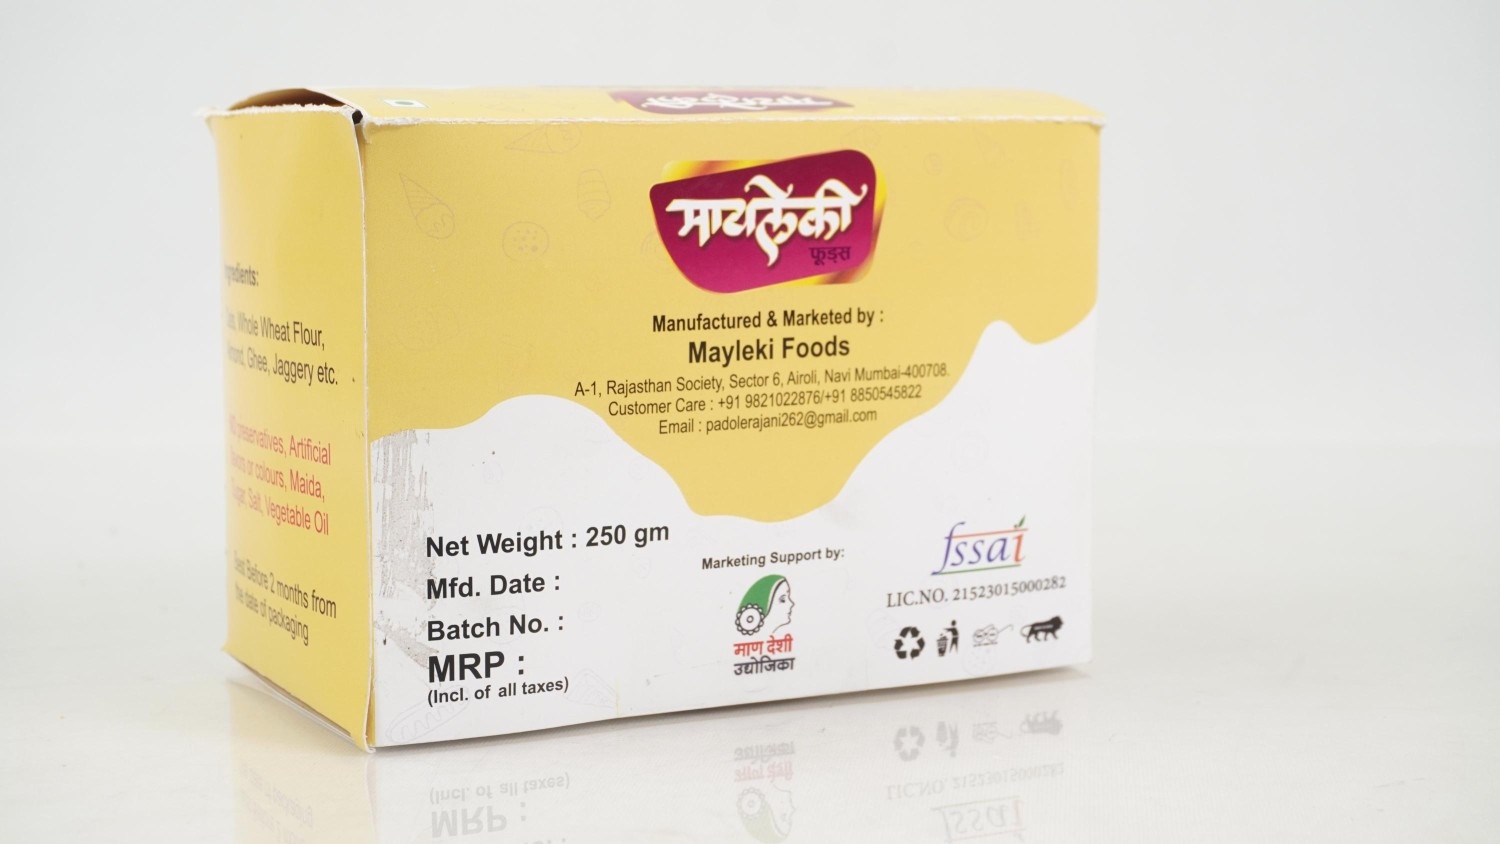 मायलेकी
फूड्स
Manufactured & Marketed by :
Mayleki Foods
A-1, Rajasthan Society, Sector 6, Airoli, Navi Mumbai-400708.
Customer Care : +91 9821022876/+91 8850545822
Email : padolerajani262@gmail.com
Net Weight : 250 gm
Mfd. Date :
Batch No. :
MRP :
(Incl. of all taxes)
Marketing Support by:
माण देशी
उद्योजिका
fssai
LIC.NO. 21523015000282
Whole Wheat Flour,
Ghee, Jaggery etc.
preservatives, Artificial
or colours, Maida,
Salt, Vegetable Oil
Before 2 months from
date of packaging